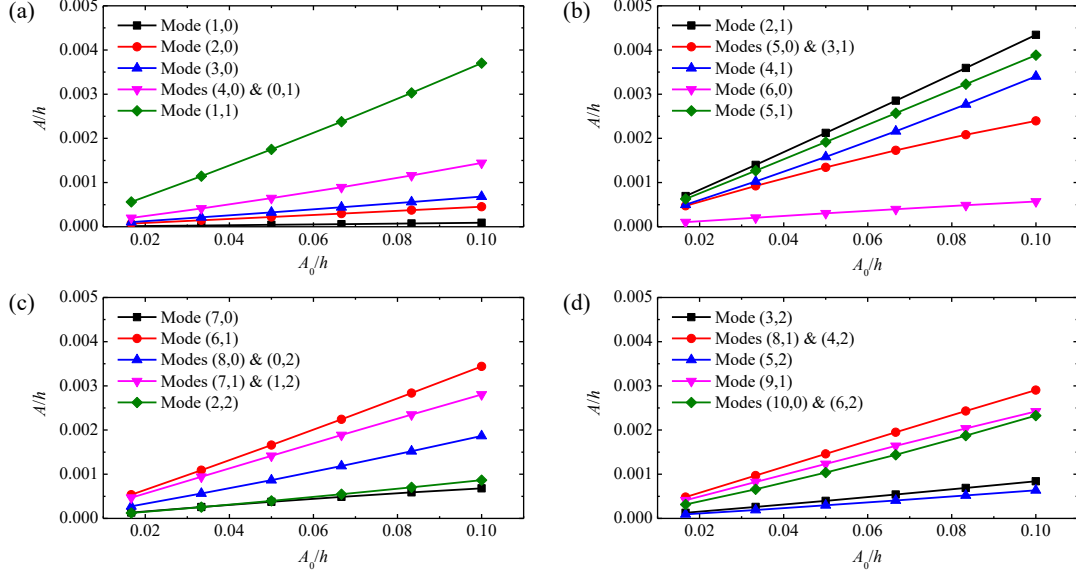 (a)
0.005
0.004
0.003
0.002
0.001
0.000
A/h
Mode (1,0)
Mode (2,0)
Mode (3,0)
Modes (4,0) & (0,1)
Mode (1,1)
0.02 0.04 0.06 0.08 0.10
A0/h
(b)
0.005
0.004
0.003
0.002
0.001
0.000
A/h
Mode (2,1)
Modes (5,0) & (3,1)
Mode (4,1)
Mode (6,0)
Mode (5,1)
0.02 0.04 0.06 0.08 0.10
A0/h
(c)
0.005
0.004
0.003
0.002
0.001
0.000
A/h
Mode (7,0)
Mode (6,1)
Modes (8,0) & (0,2)
Modes (7,1) & (1,2)
Mode (2,2)
0.02 0.04 0.06 0.08 0.10
A0/h
(d)
0.005
0.004
0.003
0.002
0.001
0.000
A/h
Mode (3,2)
Modes (8,1) & (4,2)
Mode (5,2)
Mode (9,1)
Modes (10,0) & (6,2)
0.02 0.04 0.06 0.08 0.10
A0/h